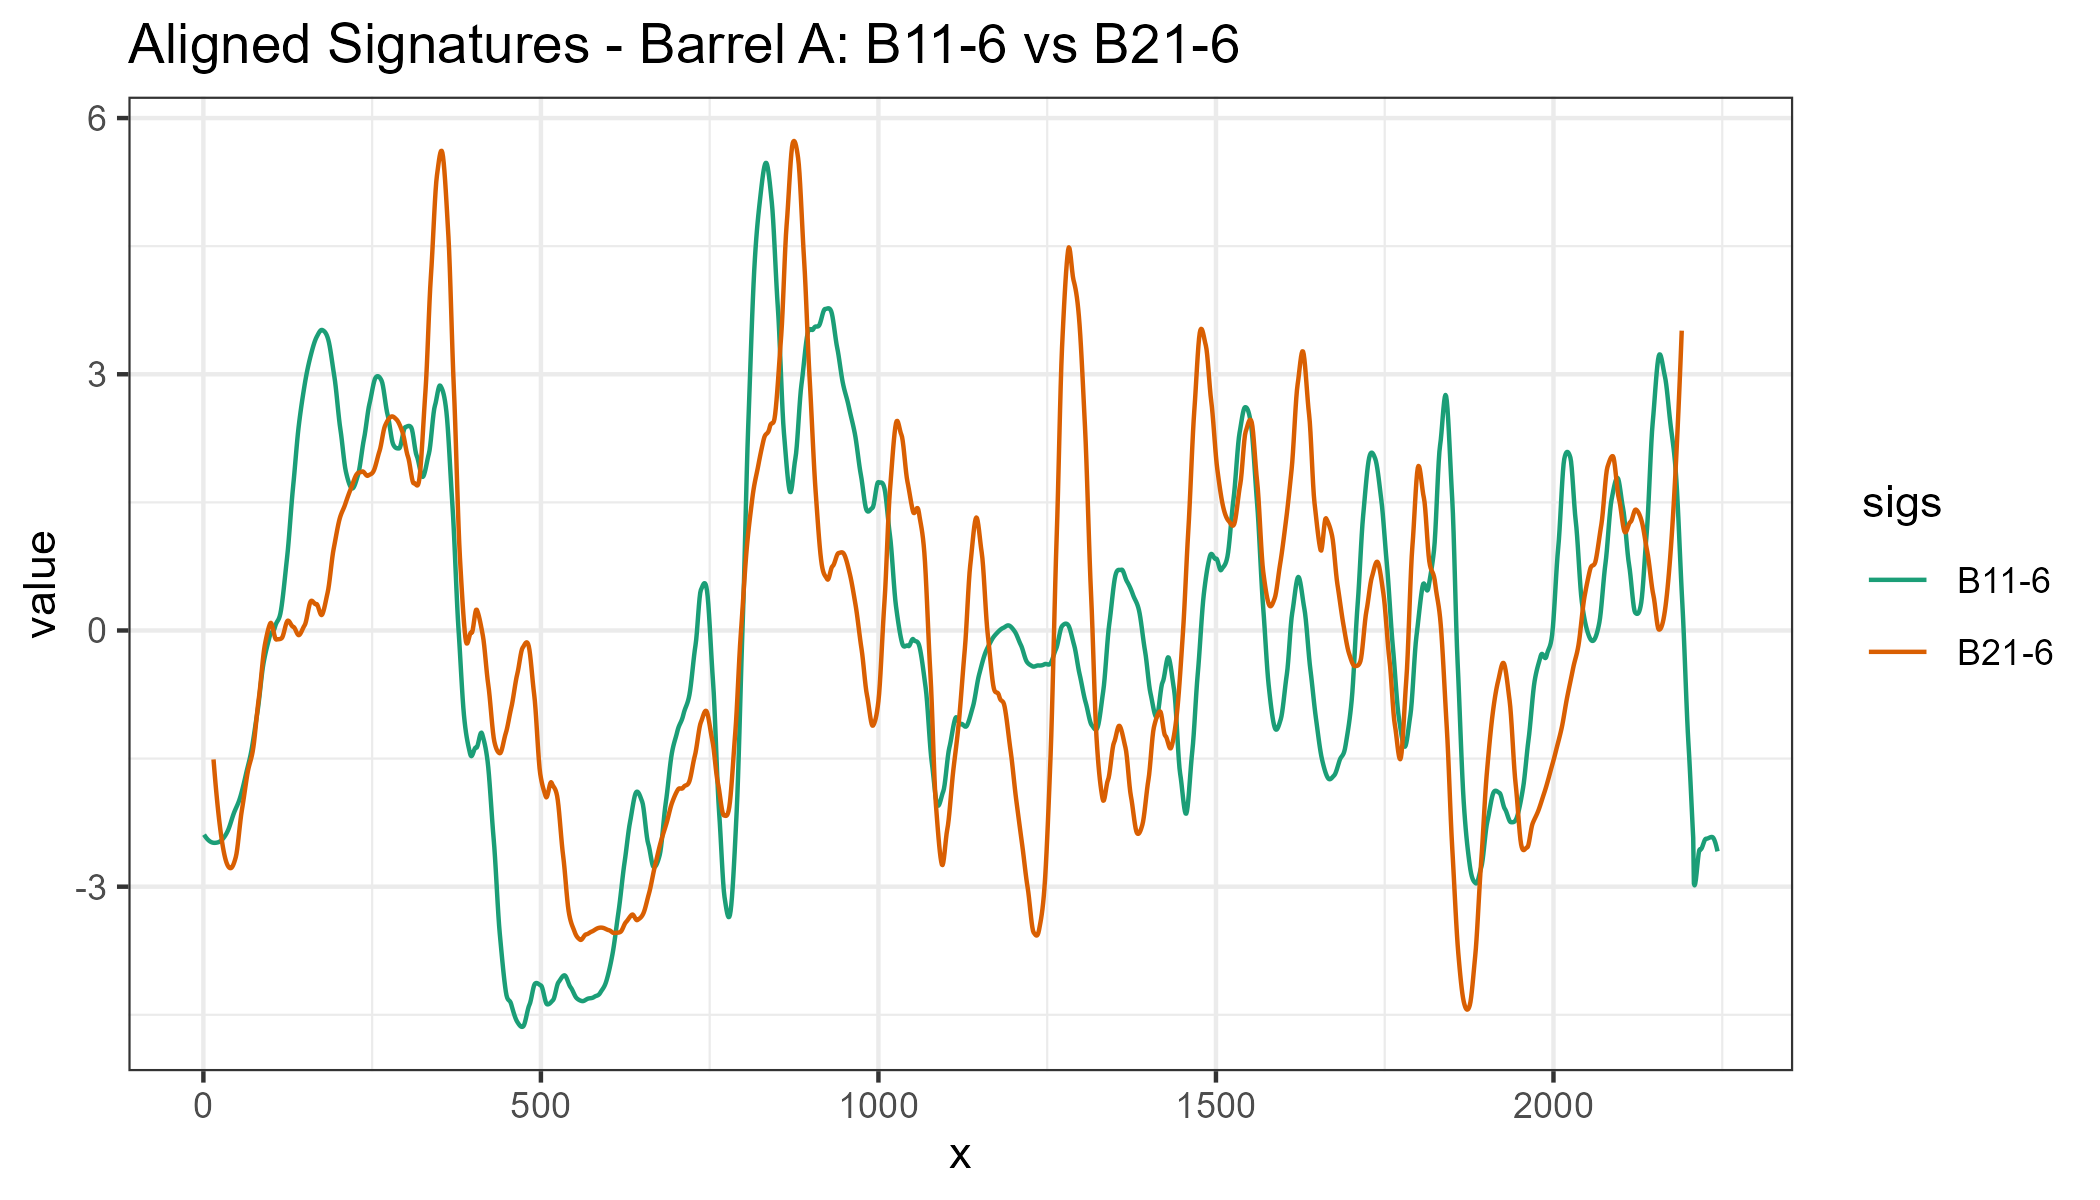 Aligned Signatures - Barrel A: B11-6 vs B21-6
6
3
0
-3
value
0 500 1000 1500 2000
x
sigs
B11-6
B21-6